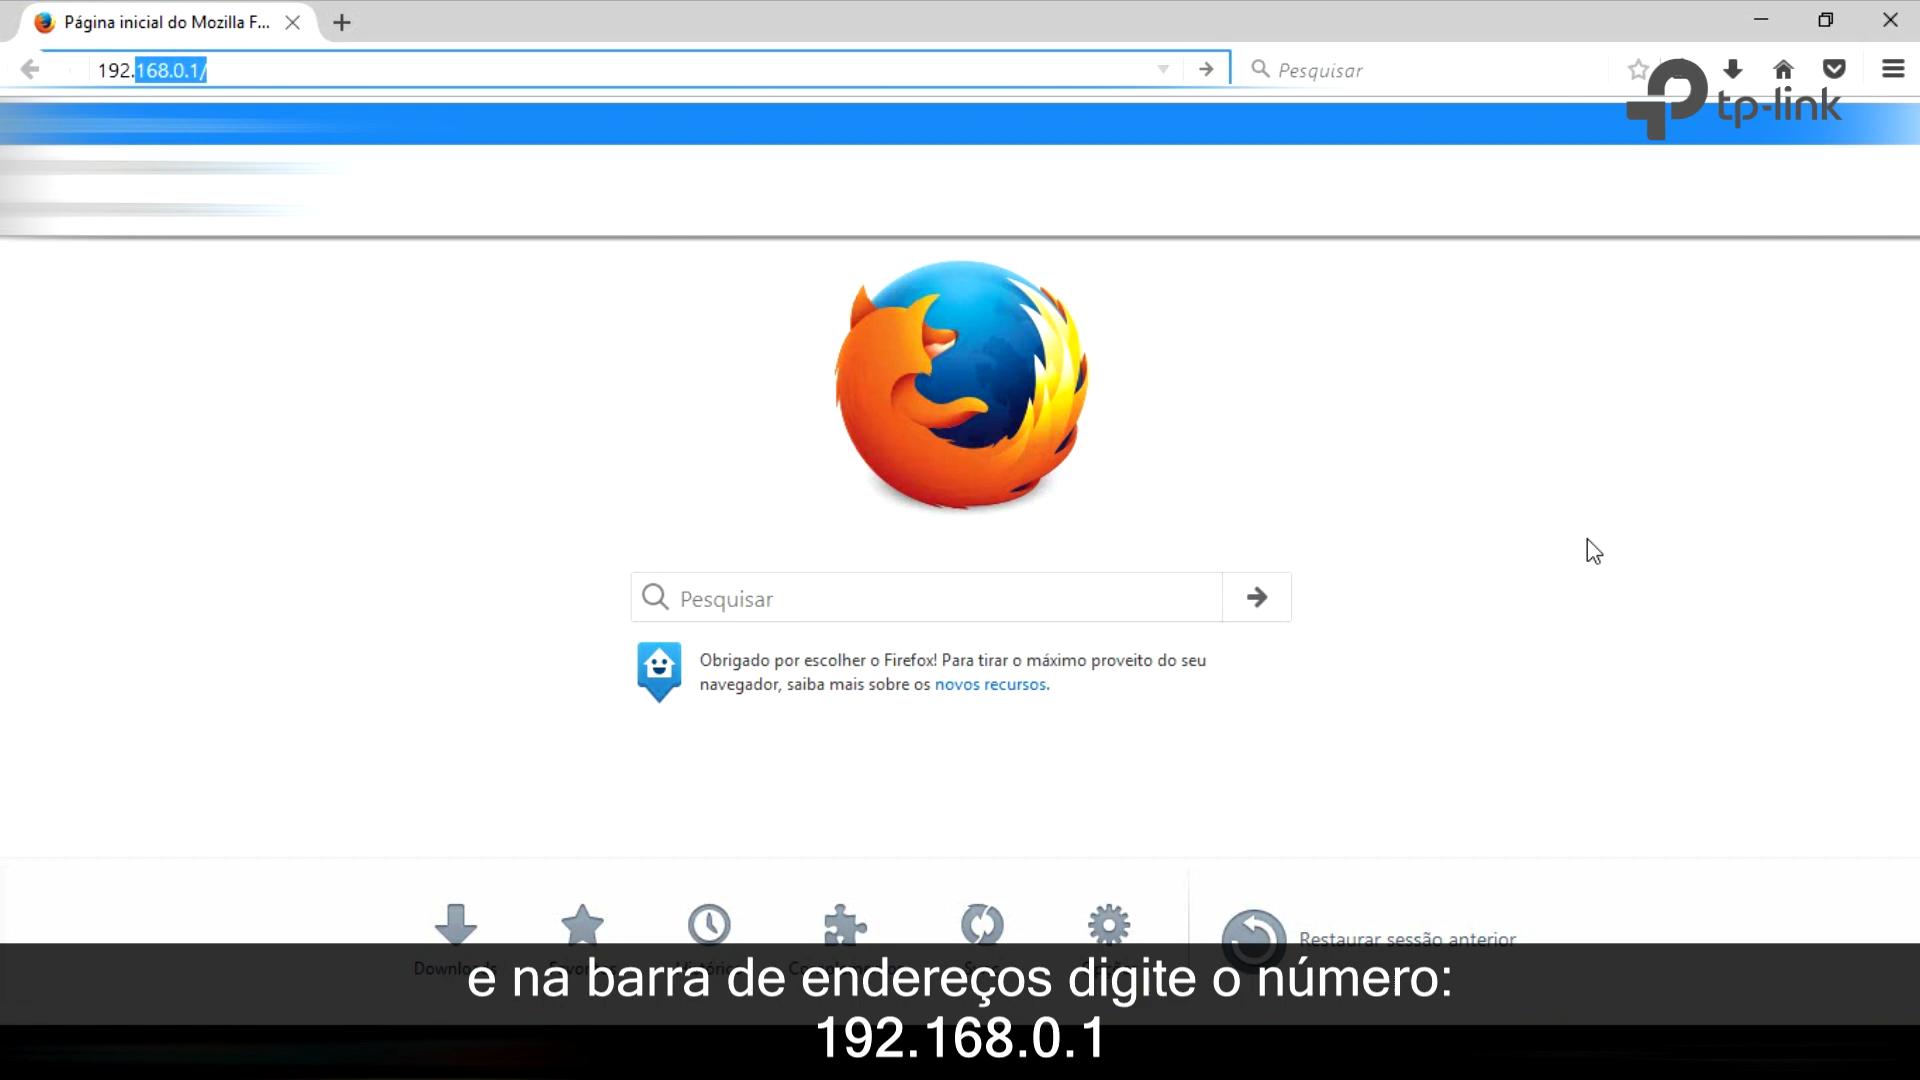 Página inicial do Mozilla F...
192.168.0.1/
Pesquisar
tp-link
Pesquisar
Obrigado por escolher o Firefox! Para tirar o máximo proveito do seu
navegador, saiba mais sobre os novos recursos.
Restaurar sessão anterior
e na barra de endereços digite o número:
192.168.0.1